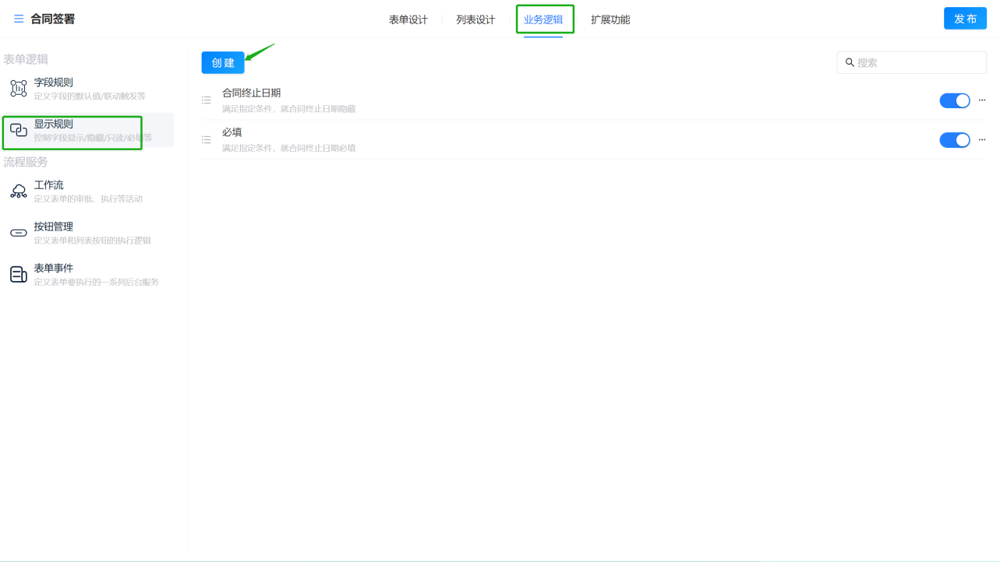 合同签署
表单设计
列表设计
业务逻辑
扩展功能
发 布
表单逻辑
字段规则
定义字段的默认值/联动触发等
显示规则
控制字段显示/隐藏/只读/必填等
流程服务
工作流
定义表单的审批、执行等活动
按钮管理
定义表单和列表按钮的执行逻辑
表单事件
定义表单要执行的一系列后台服务
创 建
搜索
合同终止日期
满足指定条件，就合同终止日期隐藏
必填
满足指定条件，就合同终止日期必填